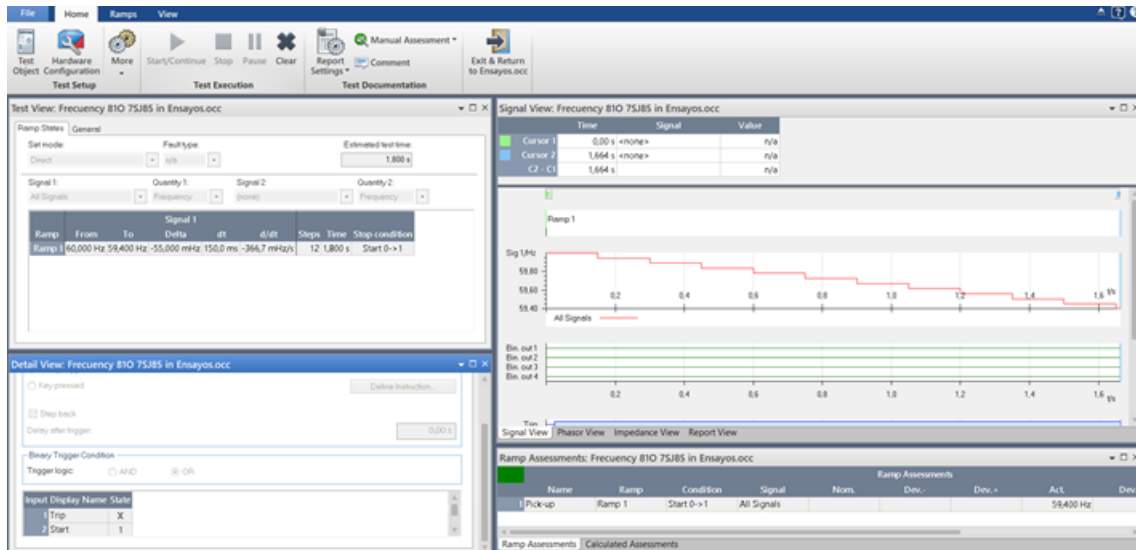 File Home Ramps View
Test Object Hardware Configuration More Start/Continue Stop Pause Clear Report Settings Manual Assessment Comment Exit & Return to Ensayos.occ
Test Setup Test Execution Test Documentation
Test View: Frecuency 81O 7SJ85 in Ensayos.occ
Ramp States General
Set mode: Fault type: Estimated test time:
Direct n/a 1,800 s
Signal 1: Quantity 1: Signal 2: Quantity 2:
All Signals Frequency (none) Frequency
Signal 1
Ramp From To Delta dt d/dt Steps Time Stop condition
Ramp 1 60,000 Hz 59,400 Hz -55,000 mHz 150,0 ms -366,7 mHz/s 12 1,800 s Start 0->1
Detail View: Frecuency 81O 7SJ85 in Ensayos.occ
Key pressed Define Instruction...
Step back
Delay after trigger: 0,00 s
Binary Trigger Condition
Trigger logic: AND OR
Input Display Name State
1 Trip X
2 Start 1
Signal View: Frecuency 81O 7SJ85 in Ensayos.occ
Time Signal Value
Cursor 1 0,00 s <none> n/a
Cursor 2 1,664 s <none> n/a
C2 - C1 1,664 s n/a
Ramp 1
Sig 1/Hz
59,80
59,60
0,2 0,4 0,6 0,8 1,0 1,2 1,4 1,6 t/s
59,40
All Signals
Bin. out 1
Bin. out 2
Bin. out 3
Bin. out 4
0,2 0,4 0,6 0,8 1,0 1,2 1,4 1,6 t/s
Trip
Signal View Phasor View Impedance View Report View
Ramp Assessments: Frecuency 81O 7SJ85 in Ensayos.occ
Ramp Assessments
Name Ramp Condition Signal Nom. Dev.- Dev.+ Act. Dev.
1 Pick-up Ramp 1 Start 0->1 All Signals 59,400 Hz
Ramp Assessments Calculated Assessments